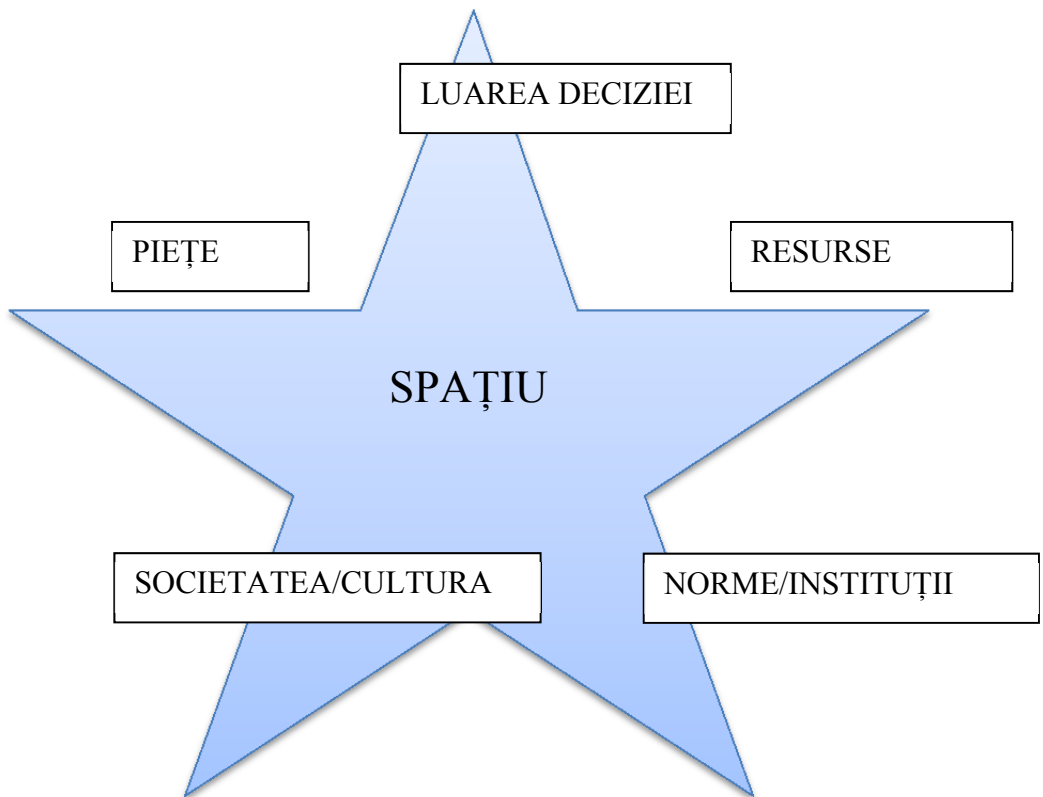 LUAREA DECIZIEI
PIEȚE
RESURSE
SPAȚIU
SOCIETATEA/CULTURA
NORME/INSTITUȚII